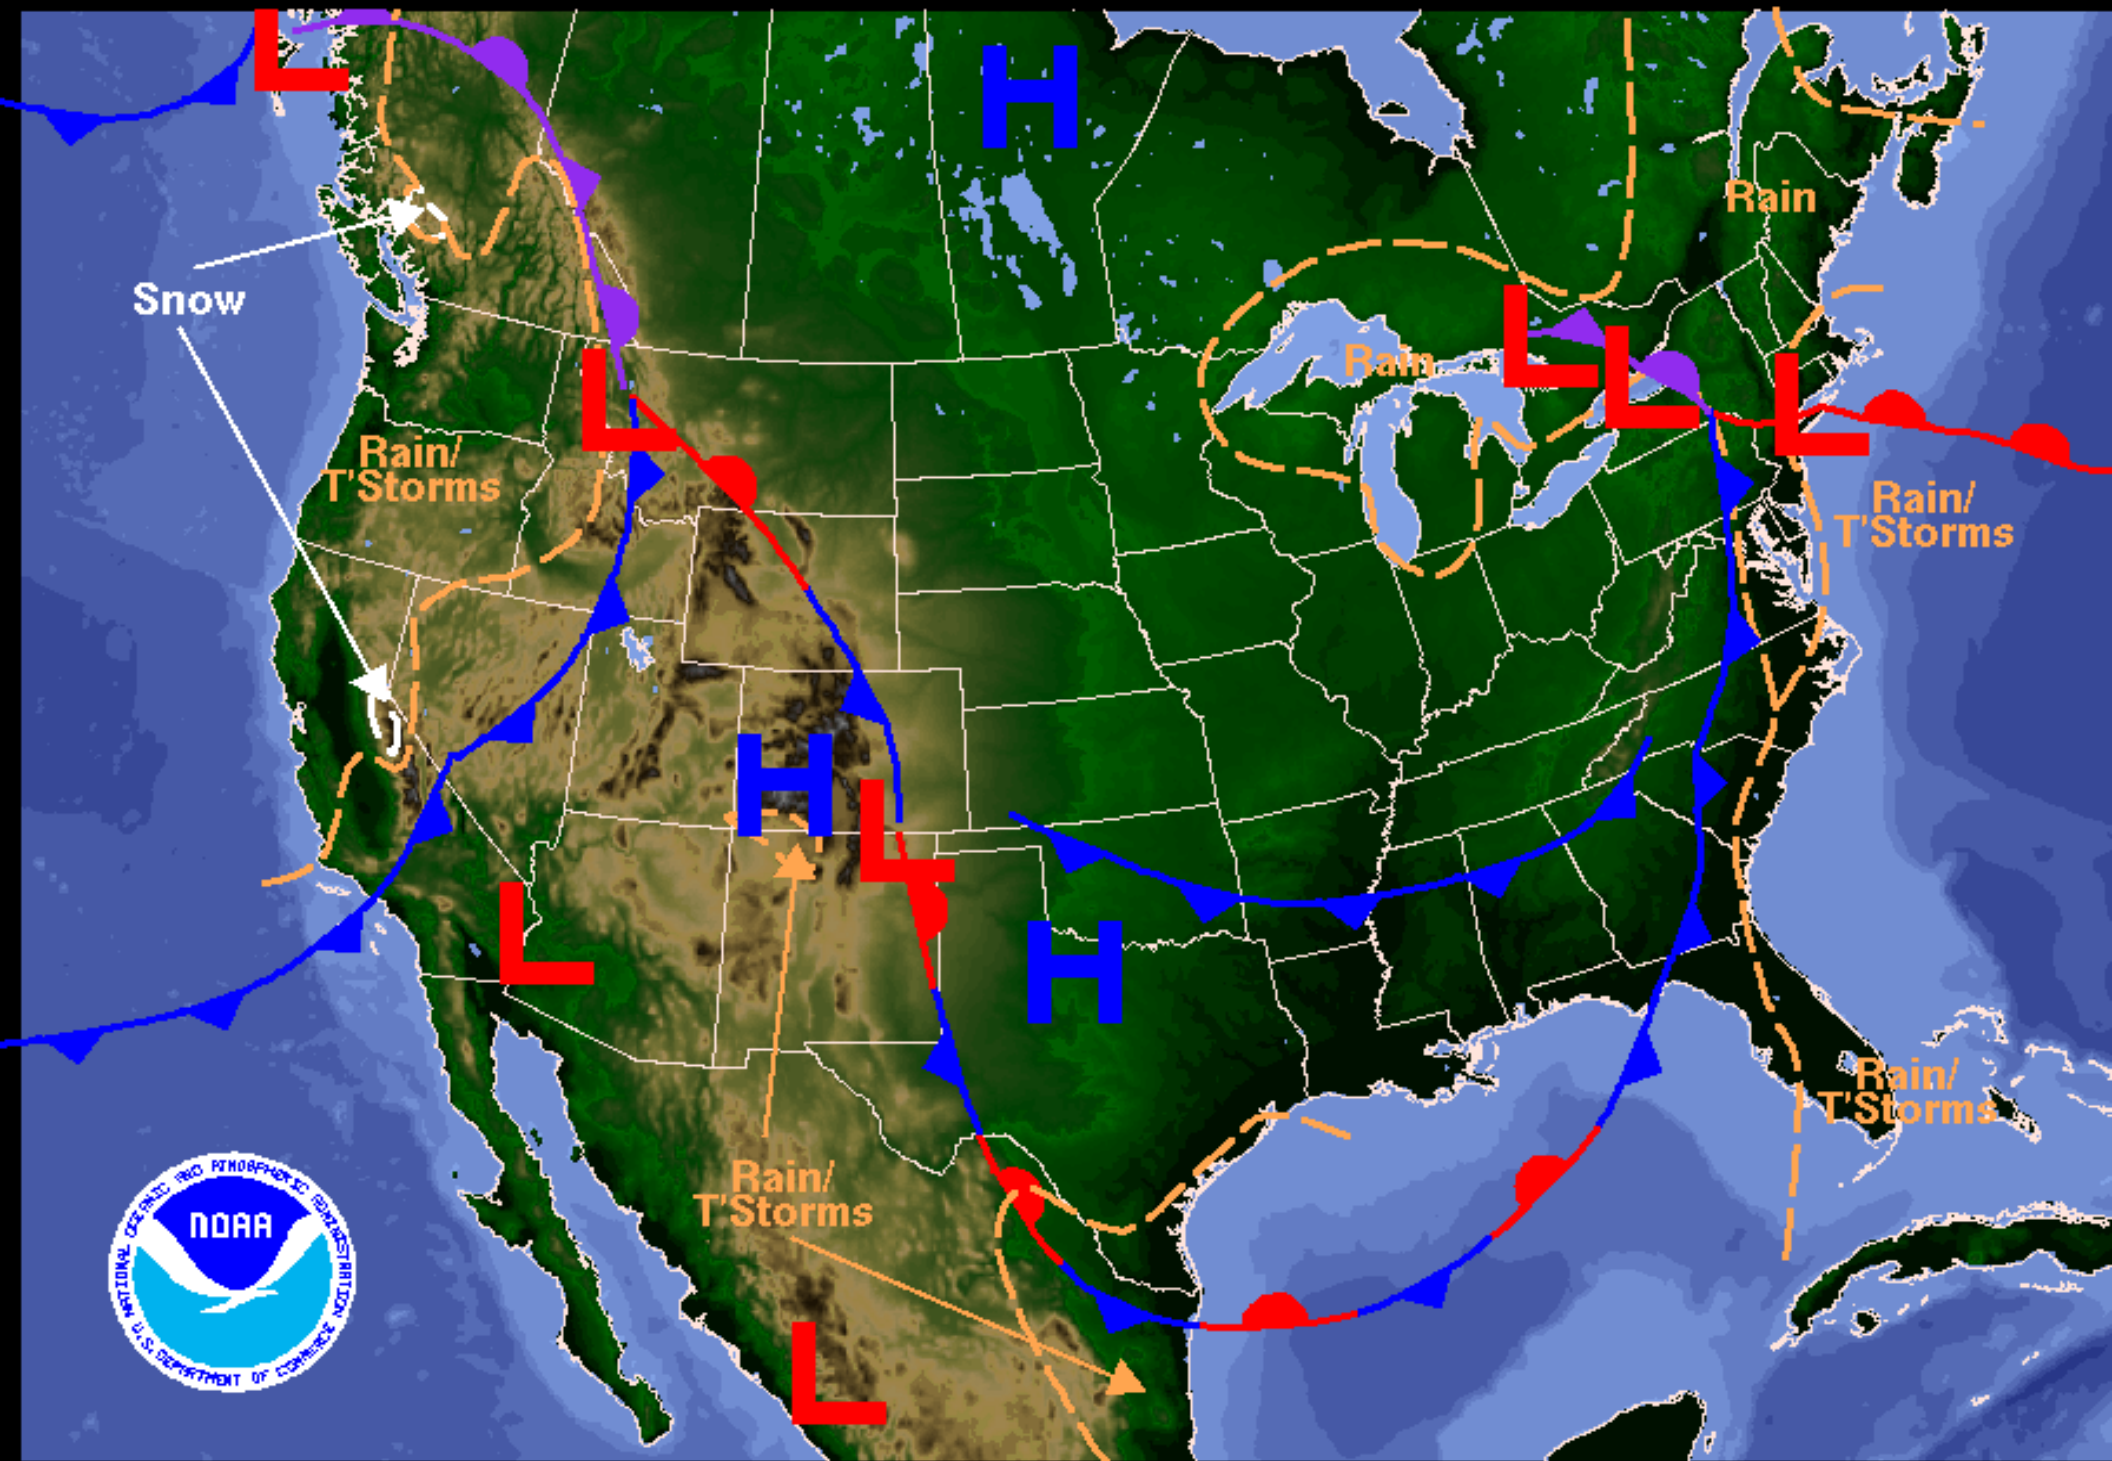 L
H
Rain
Snow
L
Rain
L
L
L
Rain/
T'Storms
Rain/
T'Storms
H
L
L
H
Rain/
T'Storms
Rain/
T'Storms
NATIONAL OCEANIC AND ATMOSPHERIC ADMINISTRATION
NOAA
U.S. DEPARTMENT OF COMMERCE
L